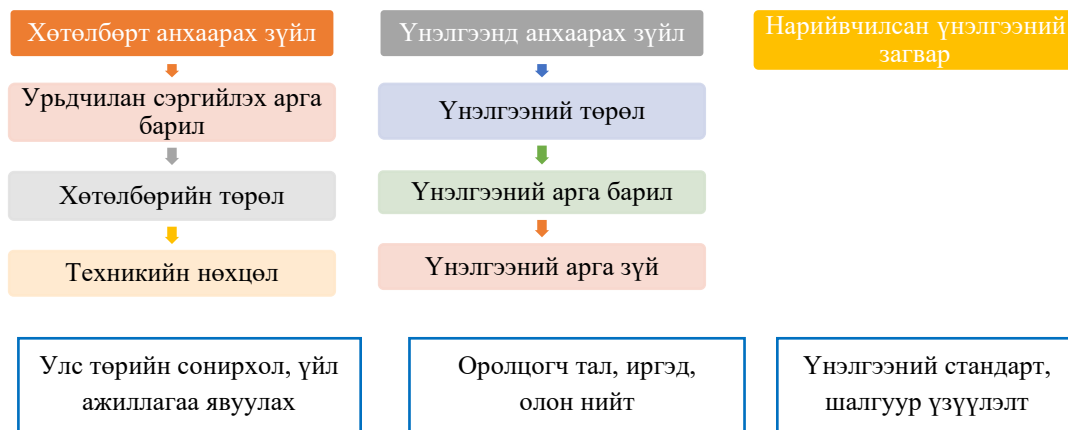 Хөтөлбөрт анхаарах зүйл
Урьдчилан сэргийлэх арга
барил
Хөтөлбөрийн төрөл
Техникийн нөхцөл
Үнэлгээнд анхаарах зүйл
Үнэлгээний төрөл
Үнэлгээний арга барил
Үнэлгээний арга зүй
Нарийвчилсан үнэлгээний
загвар
Улс төрийн сонирхол, үйл
ажиллагаа явуулах
Оролцогч тал, иргэд,
олон нийт
Үнэлгээний стандарт,
шалгуур үзүүлэлт